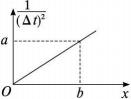 1/(Δt)²
a
O b x